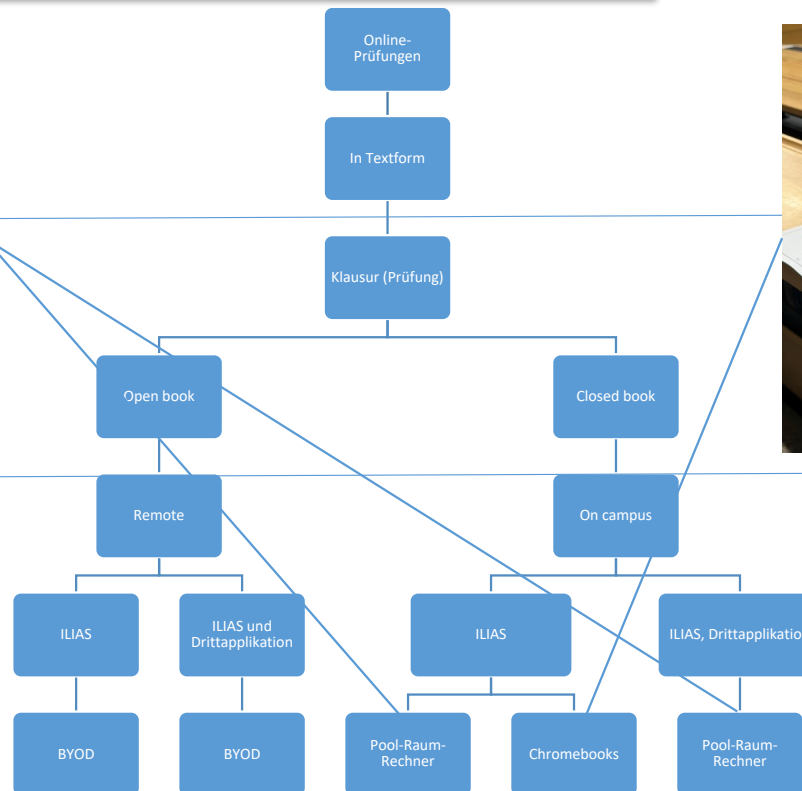 Online-
Prüfungen
In Textform
Klausur (Prüfung)
Open book
Closed book
Remote
On campus
ILIAS
ILIAS und
Drittapplikation
ILIAS
ILIAS, Drittapplikatio
BYOD
BYOD
Pool-Raum-
Rechner
Chromebooks
Pool-Raum-
Rechner